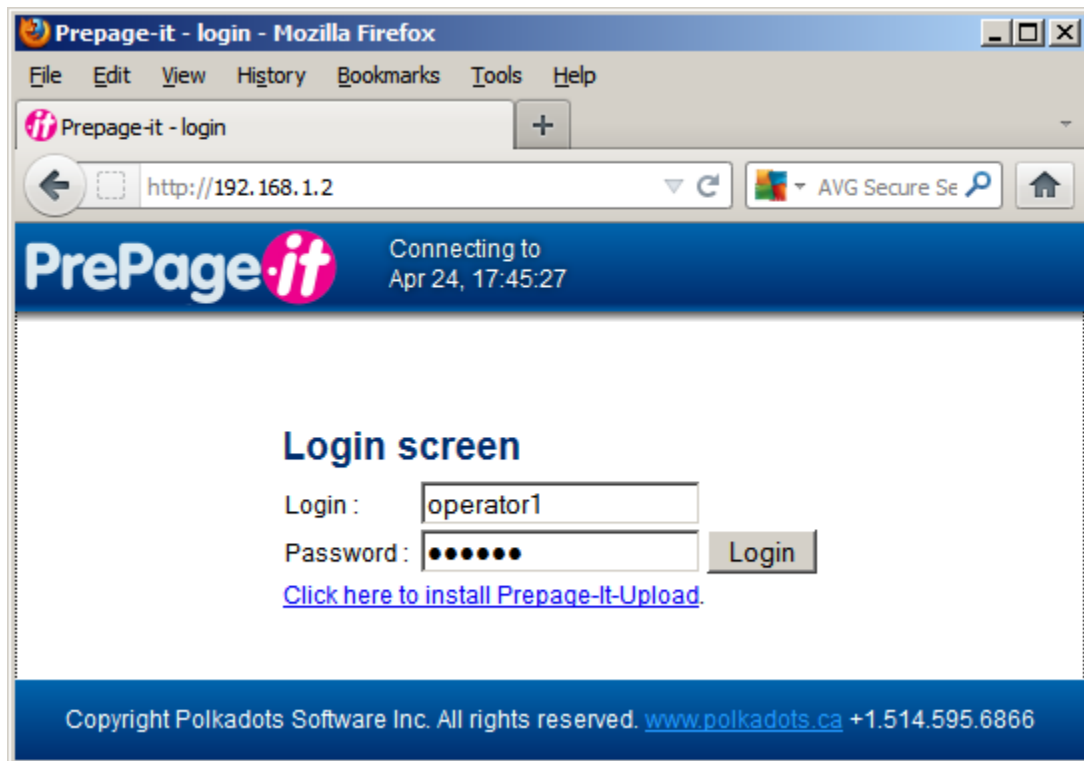 Prepage-it - login - Mozilla Firefox
File Edit View History Bookmarks Tools Help
it Prepage-it - login +
http://192.168.1.2 AVG Secure Se
PrePage·it
Connecting to
Apr 24, 17:45:27
Login screen
Login : operator1
Password : ●●●●●● Login
Click here to install Prepage-It-Upload.
Copyright Polkadots Software Inc. All rights reserved. www.polkadots.ca +1.514.595.6866